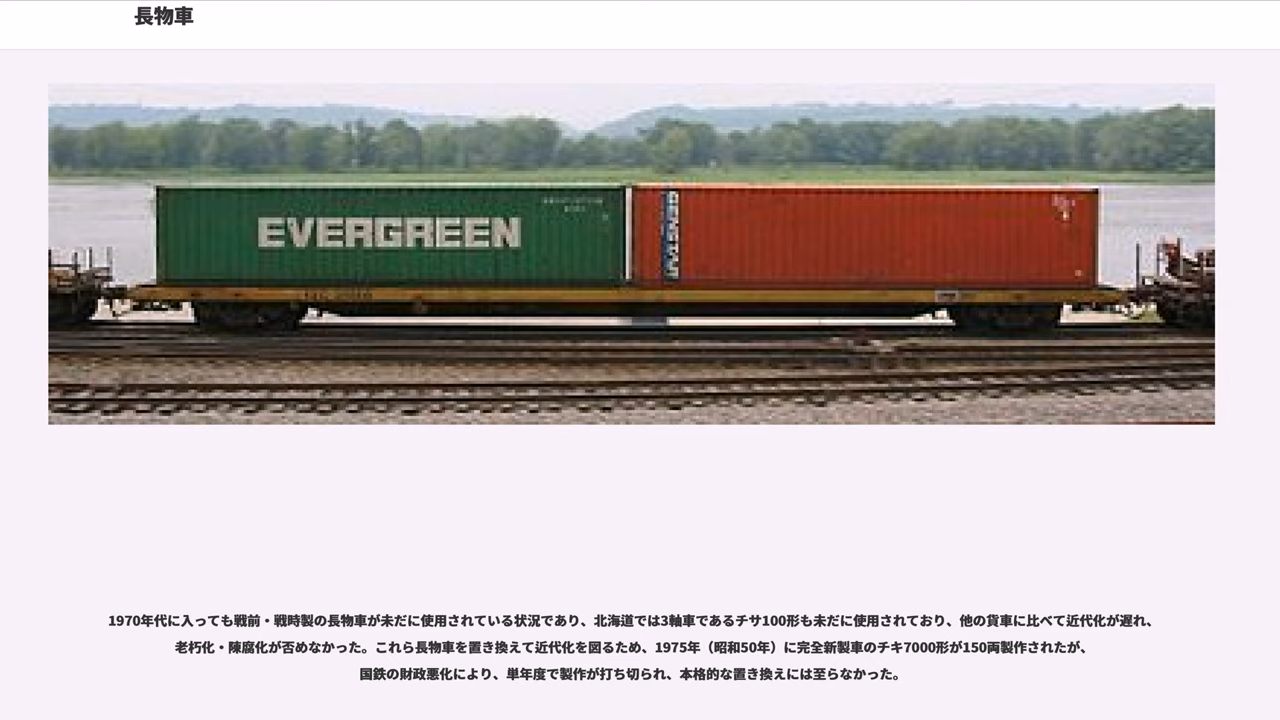 長物車
EVERGREEN
1970年代に入っても戦前・戦時製の長物車が未だに使用されている状況であり、北海道では3軸車であるチサ100形も未だに使用されており、他の貨車に比べて近代化が遅れ、
老朽化・陳腐化が否めなかった。これら長物車を置き換えて近代化を図るため、1975年（昭和50年）に完全新製車のチキ7000形が150両製作されたが、
国鉄の財政悪化により、単年度で製作が打ち切られ、本格的な置き換えには至らなかった。